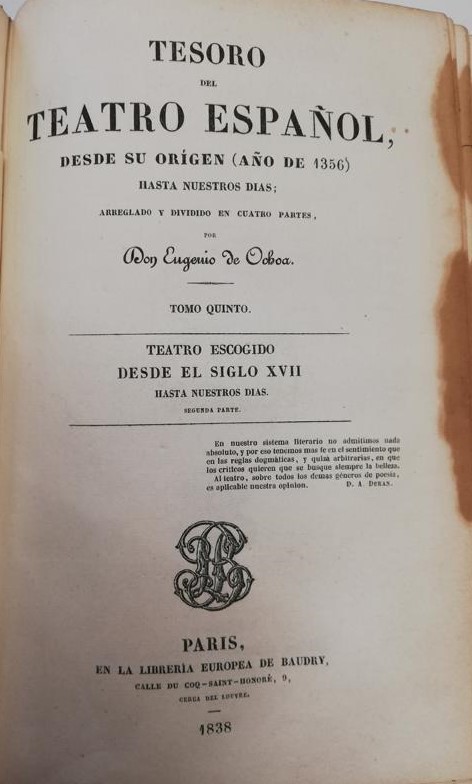 TESORO
DEL
TEATRO ESPAÑOL,
DESDE SU ORÍGEN (AÑO DE 1356)
HASTA NUESTROS DIAS;
ARREGLADO Y DIVIDIDO EN CUATRO PARTES,
POR
Don Eugenio de Ochoa.
TOMO QUINTO.
TEATRO ESCOGIDO
DESDE EL SIGLO XVII
HASTA NUESTROS DIAS.
SEGUNDA PARTE.
En nuestro sistema literario no admitimos nada
absoluto, y por eso tenemos mas fe en el sentimiento que
en las reglas dogmáticas, y quizá arbitrarias, en que
los críticos quieren que se busque siempre la belleza.
Al teatro, sobre todos los demas géneros de poesía,
es aplicable nuestra opinion. D. A. DURAN.
PARIS,
EN LA LIBRERÍA EUROPEA DE BAUDRY,
CALLE DU COQ-SAINT-HONORÉ, 9,
CERCA DEL LOUVRE.
1838